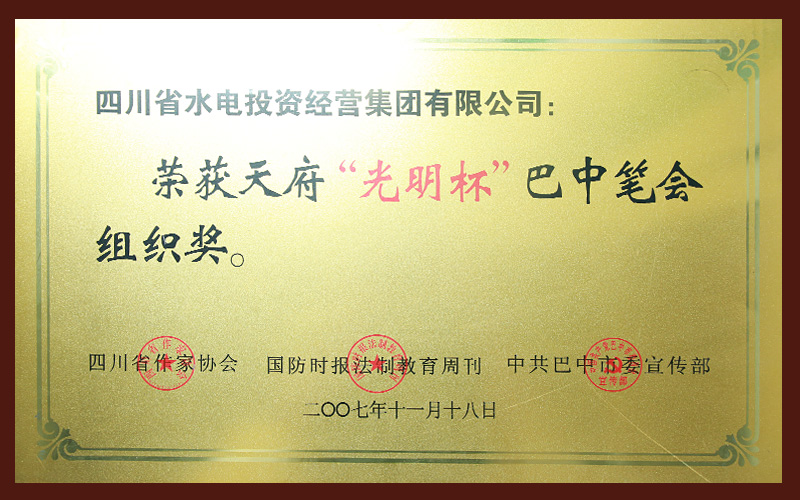 四川省水电投资经营集团有限公司：
荣获天府“光明杯”巴中笔会
组织奖。
四川省作家协会 国防时报法制教育周刊 中共巴中市委宣传部
二〇〇七年十一月十八日